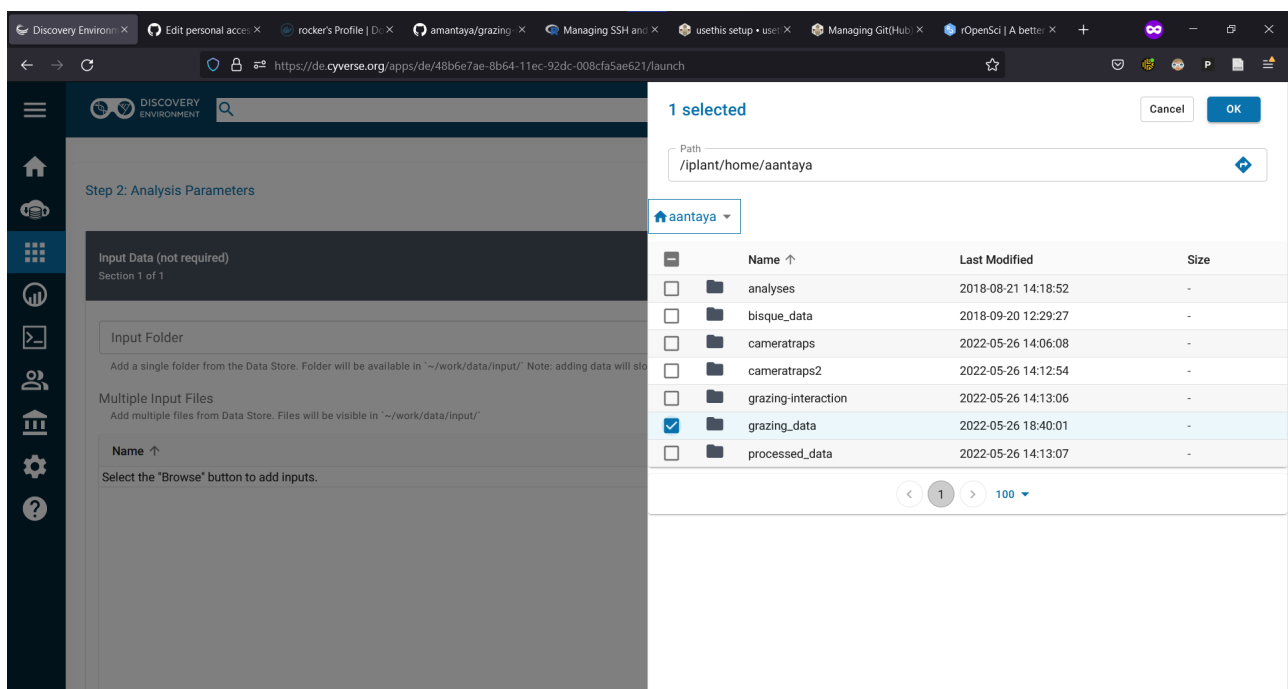 Discovery Environm
Edit personal acces
rocker's Profile | Dc
amantaya/grazing-
Managing SSH and
usethis setup • uset
Managing Git(Hub)
rOpenSci | A better
https://de.cyverse.org/apps/de/48b6e7ae-8b64-11ec-92dc-008cfa5ae621/launch
DISCOVERY
ENVIRONMENT
Step 2: Analysis Parameters
Input Data (not required)
Section 1 of 1
Input Folder
Add a single folder from the Data Store. Folder will be available in `~/work/data/input/` Note: adding data will slo
Multiple Input Files
Add multiple files from Data Store. Files will be visible in `~/work/data/input/`
Name ↑
Select the "Browse" button to add inputs.
1 selected
Cancel
OK
Path
/iplant/home/aantaya
aantaya
Name ↑ Last Modified Size
analyses 2018-08-21 14:18:52 -
bisque_data 2018-09-20 12:29:27 -
cameratraps 2022-05-26 14:06:08 -
cameratraps2 2022-05-26 14:12:54 -
grazing-interaction 2022-05-26 14:13:06 -
grazing_data 2022-05-26 18:40:01 -
processed_data 2022-05-26 14:13:07 -
< 1 > 100